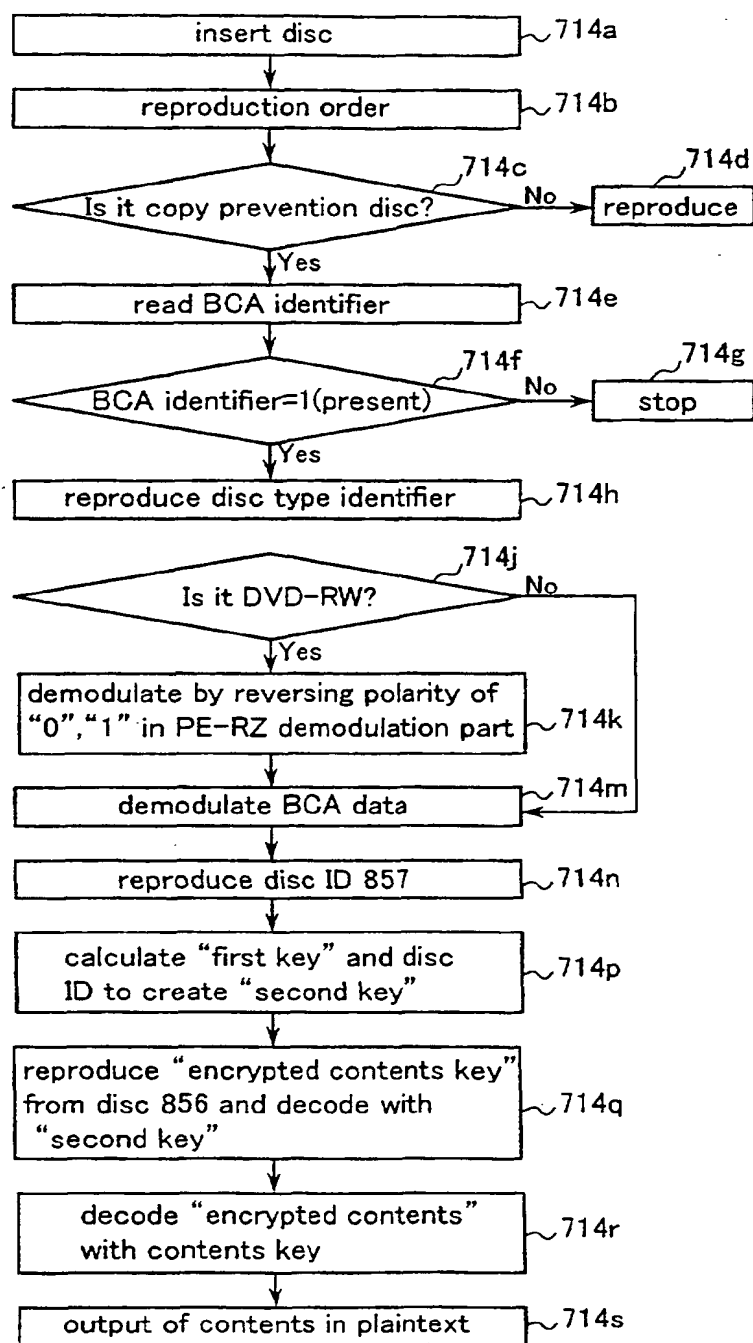 insert disc 714a
reproduction order 714b
714c
714d
Is it copy prevention disc? No reproduce
Yes
read BCA identifier 714e
714f
714g
BCA identifier=1(present) No stop
Yes
reproduce disc type identifier 714h
714j
Is it DVD-RW? No
Yes
demodulate by reversing polarity of
“0”,“1” in PE-RZ demodulation part 714k
demodulate BCA data 714m
reproduce disc ID 857 714n
calculate “first key” and disc
ID to create “second key” 714p
reproduce “encrypted contents key”
from disc 856 and decode with 714q
“second key”
decode “encrypted contents” 714r
with contents key
output of contents in plaintext 714s